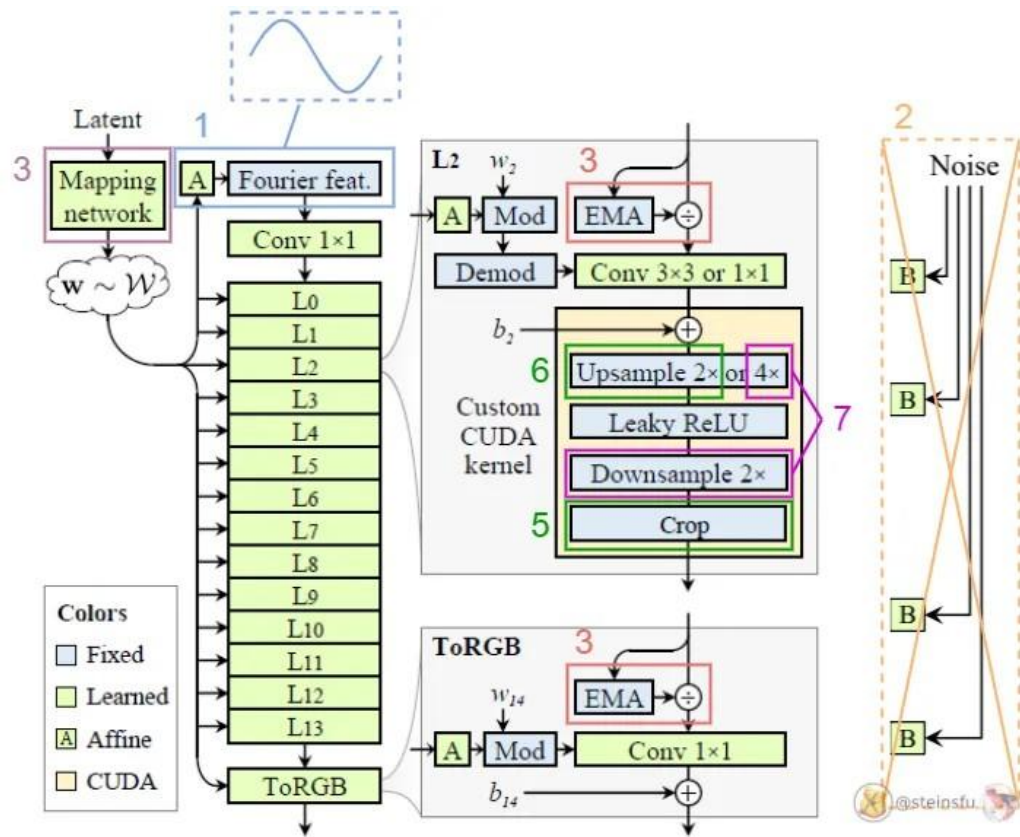 Latent
3
Mapping
network
w ~ W
1
A
Fourier feat.
Conv 1×1
L0
L1
L2
L3
L4
L5
L6
L7
L8
L9
L10
L11
L12
L13
ToRGB
Colors
Fixed
Learned
A Affine
CUDA
L2
w2
3
A
Mod
EMA
÷
Demod
Conv 3×3 or 1×1
b2
+
6
Upsample 2× or 4×
Custom
CUDA
kernel
Leaky ReLU
7
Downsample 2×
5
Crop
ToRGB
3
w14
EMA
÷
A
Mod
Conv 1×1
b14
+
2
Noise
B
B
B
B
@steinsfu